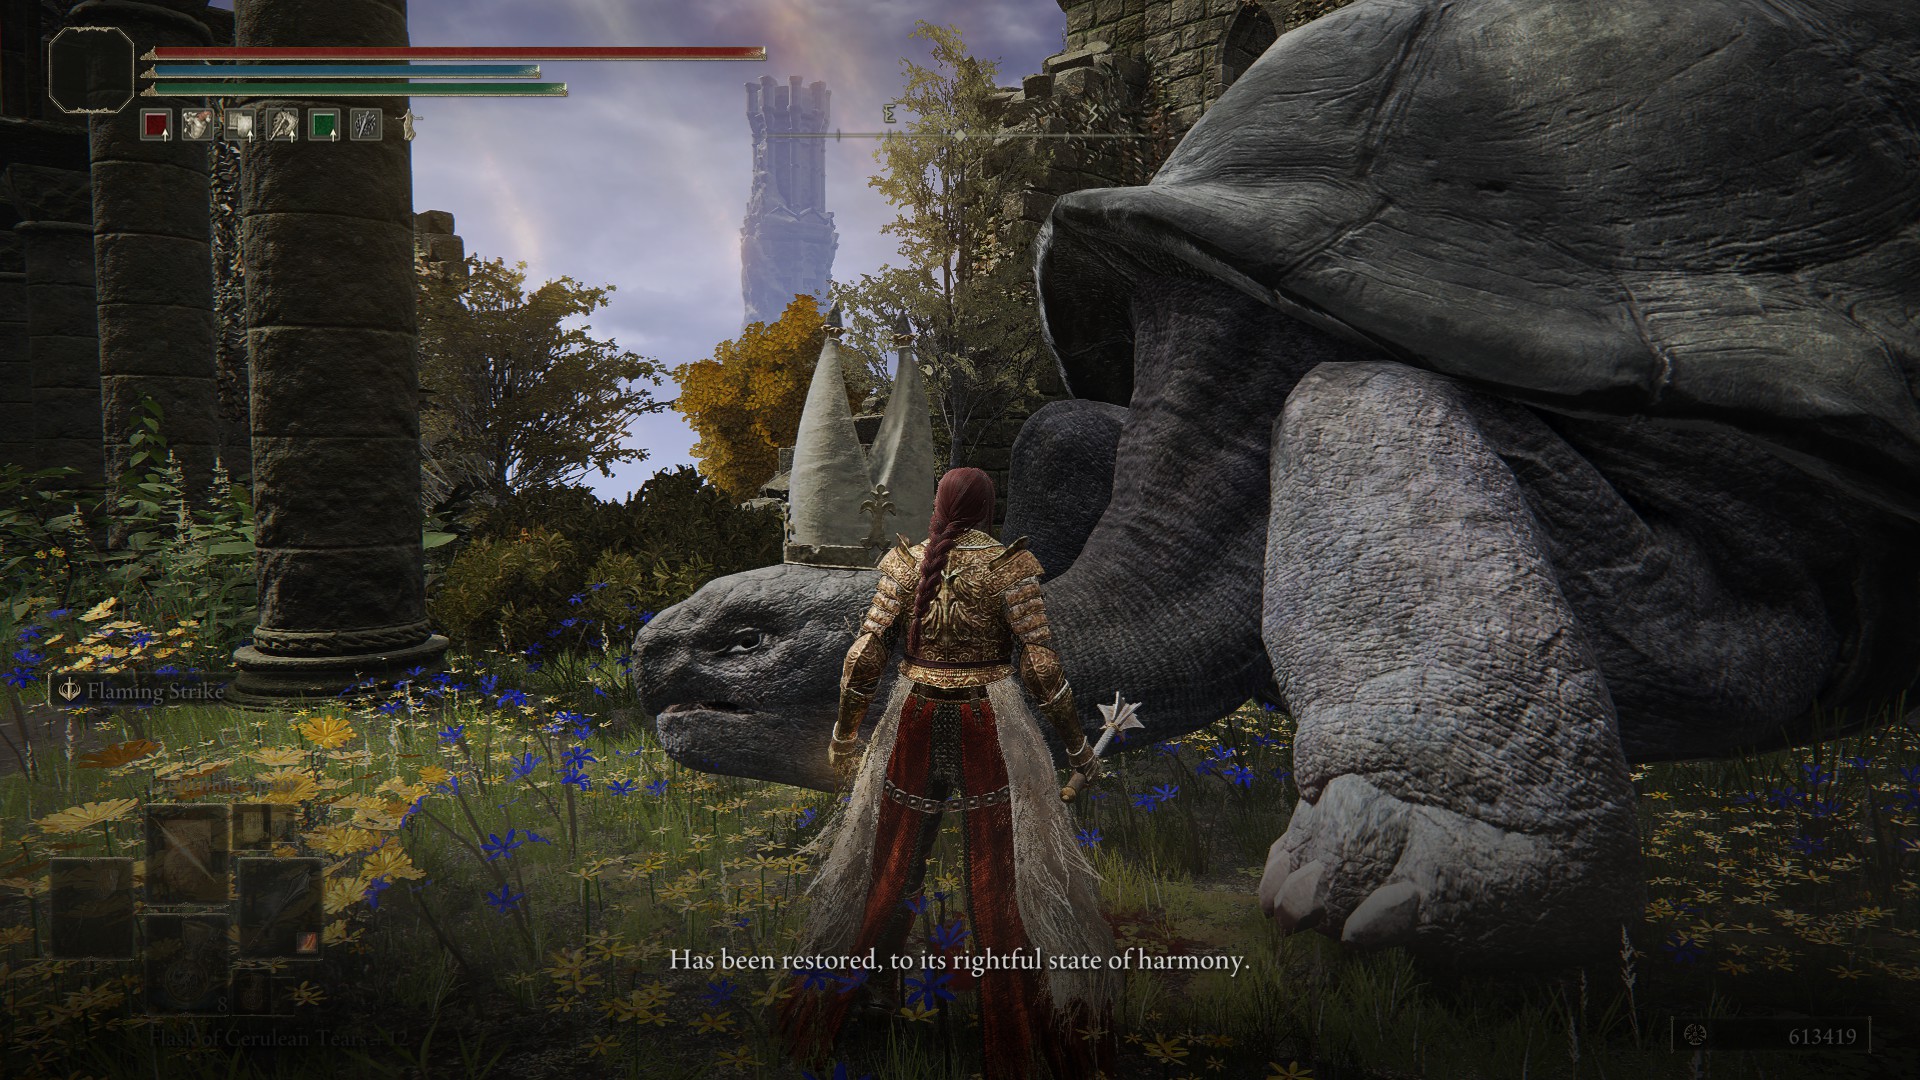 E
Flaming Strike
8
Flask of Cerulean Tears +12
Has been restored, to its rightful state of harmony.
613419